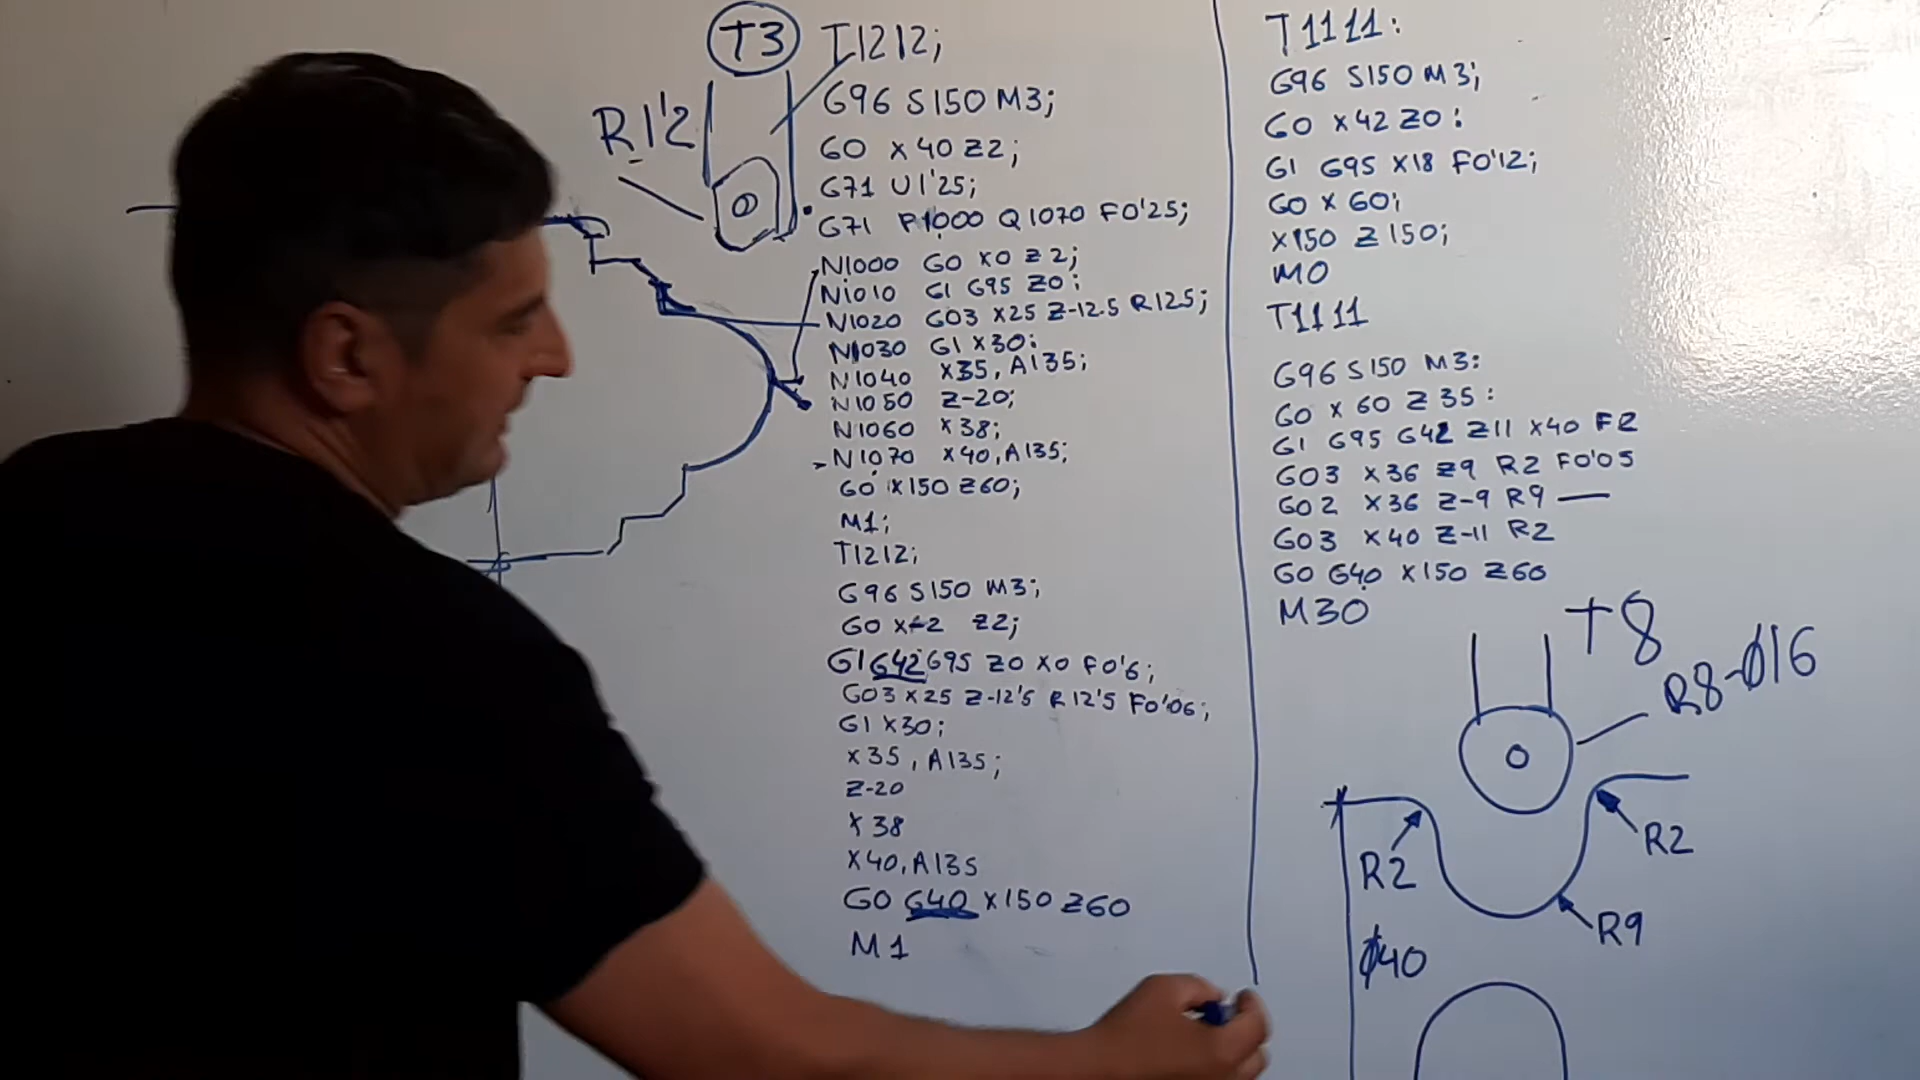 T3
R1'2
T1212;
G96 S150 M3;
G0 X40 Z2;
G71 U1'25;
G71 P1000 Q1070 F0'25;
N1000 G0 X0 Z2;
N1010 G1 G95 Z0;
N1020 G03 X25 Z-12.5 R12.5;
N1030 G1 X30;
N1040 X35, A135;
N1050 Z-20;
N1060 X38;
N1070 X40, A135;
G0 X150 Z60;
M1;
T1212;
G96 S150 M3;
G0 X-2 Z2;
G1 G42 G95 Z0 X0 F0'6;
G03 X25 Z-12'5 R12'5 F0'06;
G1 X30;
X35, A135;
Z-20
X38
X40, A135
G0 G40 X150 Z60
M1
T1111:
G96 S150 M3;
G0 X42 Z0:
G1 G95 X18 F0'12;
G0 X60;
X150 Z150;
M0
T1111
G96 S150 M3:
G0 X60 Z35:
G1 G95 G42 Z11 X40 F2
G03 X36 Z9 R2 F0'05
G02 X36 Z-9 R9 —
G03 X40 Z-11 R2
G0 G40 X150 Z60
M30
T8
R8-Ø16
R2
R2
R9
Ø40